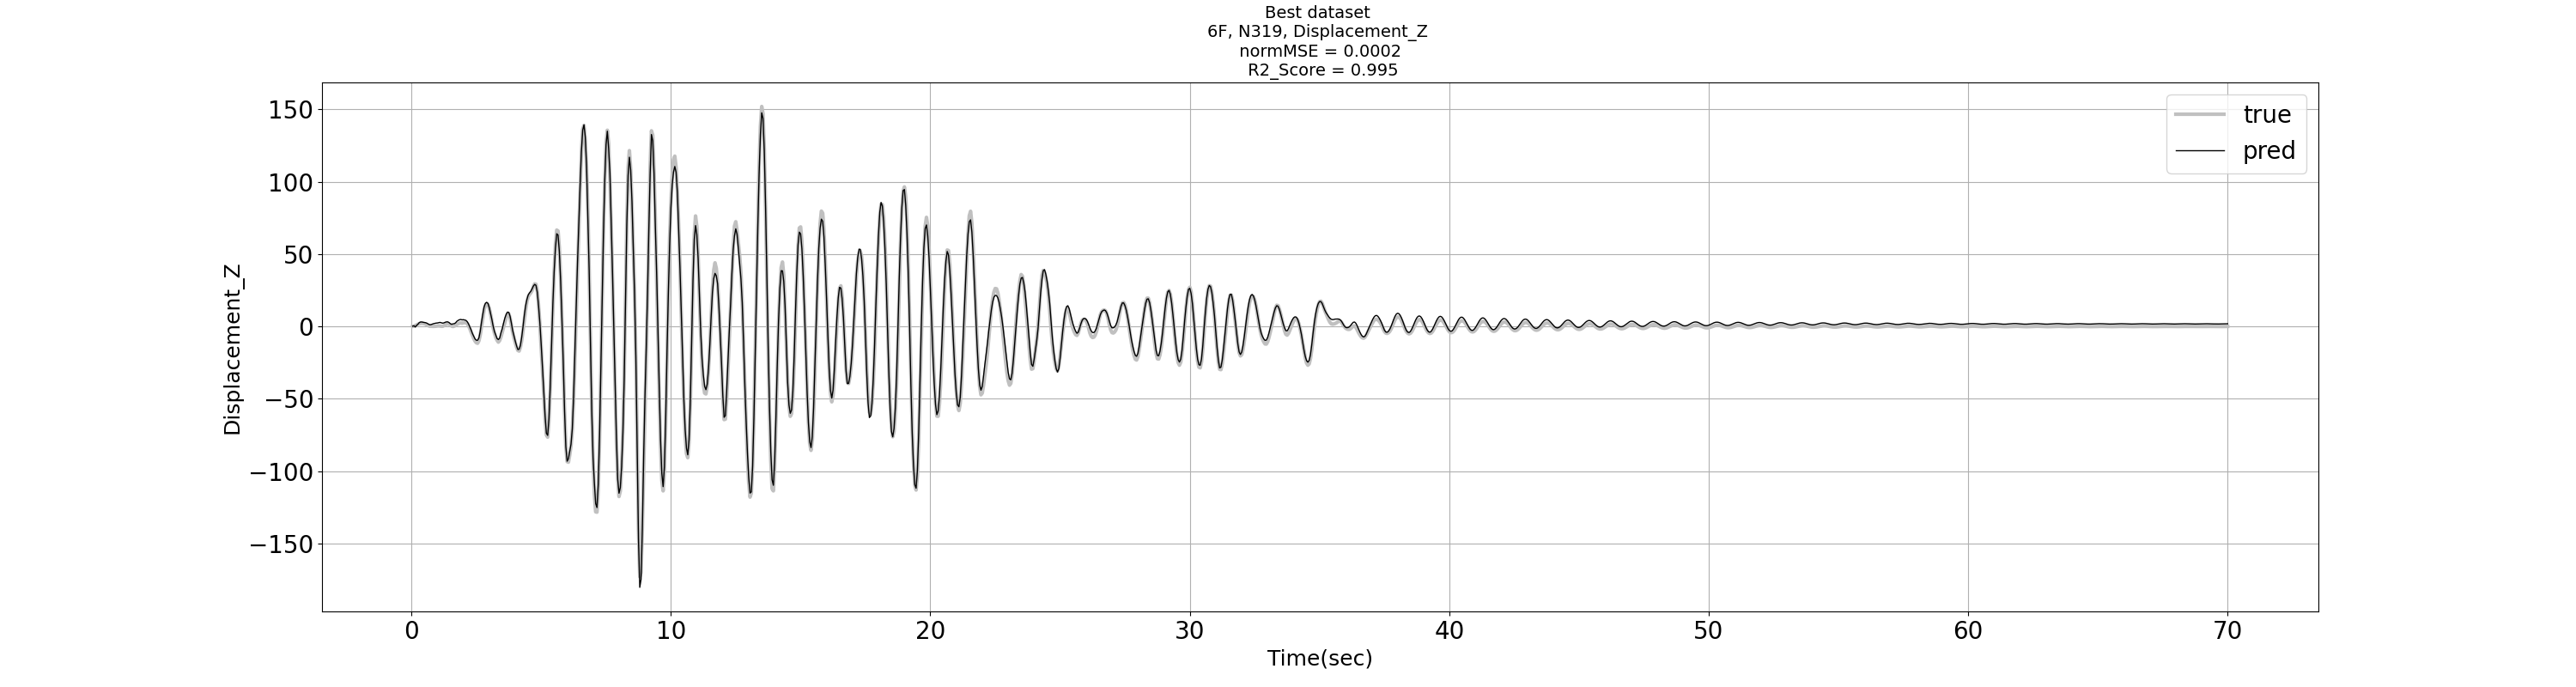 Best dataset
6F, N319, Displacement_Z
normMSE = 0.0002
R2_Score = 0.995
true
pred
150
100
50
0
−50
−100
−150
Displacement_Z
0 10 20 30 40 50 60 70
Time(sec)